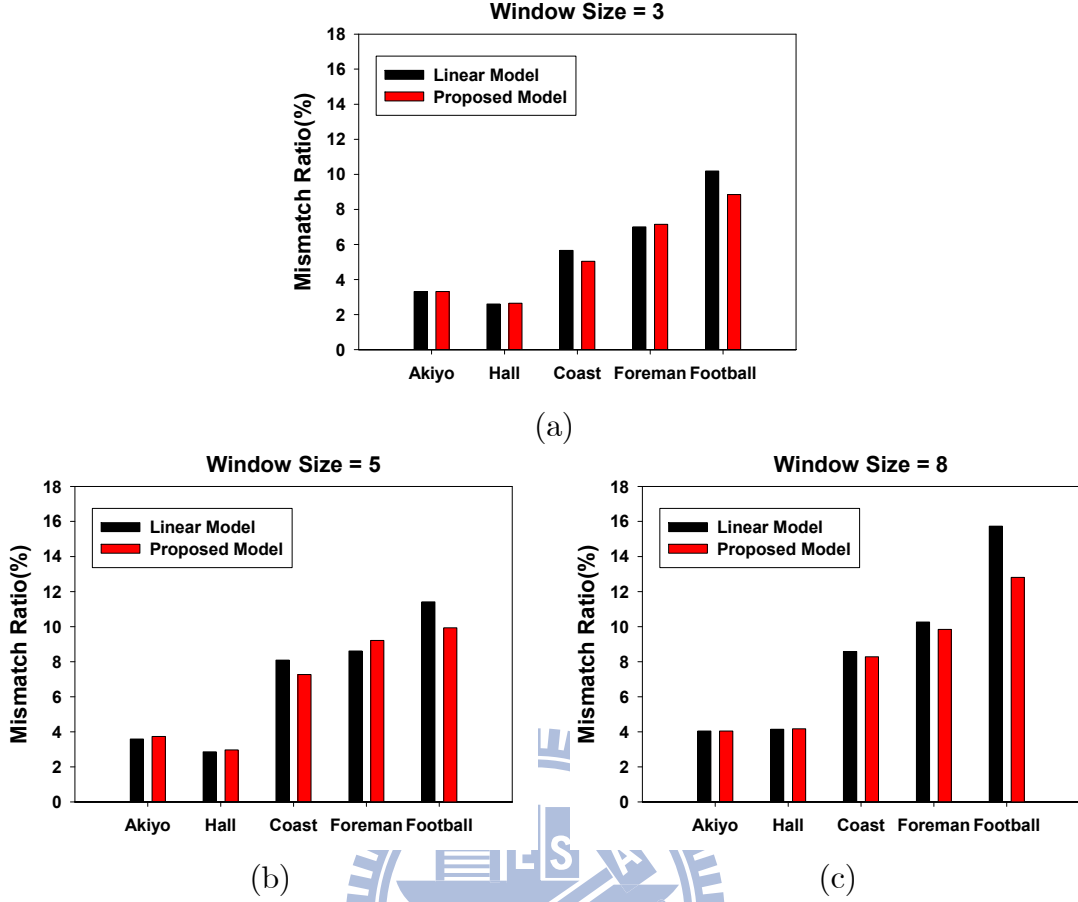 Window Size = 3
18
16
14
12
10
8
6
4
2
0
Mismatch Ratio(%)
Linear Model
Proposed Model
Akiyo Hall Coast Foreman Football
(a)
Window Size = 5
18
16
14
12
10
8
6
4
2
0
Mismatch Ratio(%)
Linear Model
Proposed Model
Akiyo Hall Coast Foreman Football
(b)
Window Size = 8
18
16
14
12
10
8
6
4
2
0
Mismatch Ratio(%)
Linear Model
Proposed Model
Akiyo Hall Coast Foreman Football
(c)
E
ESA